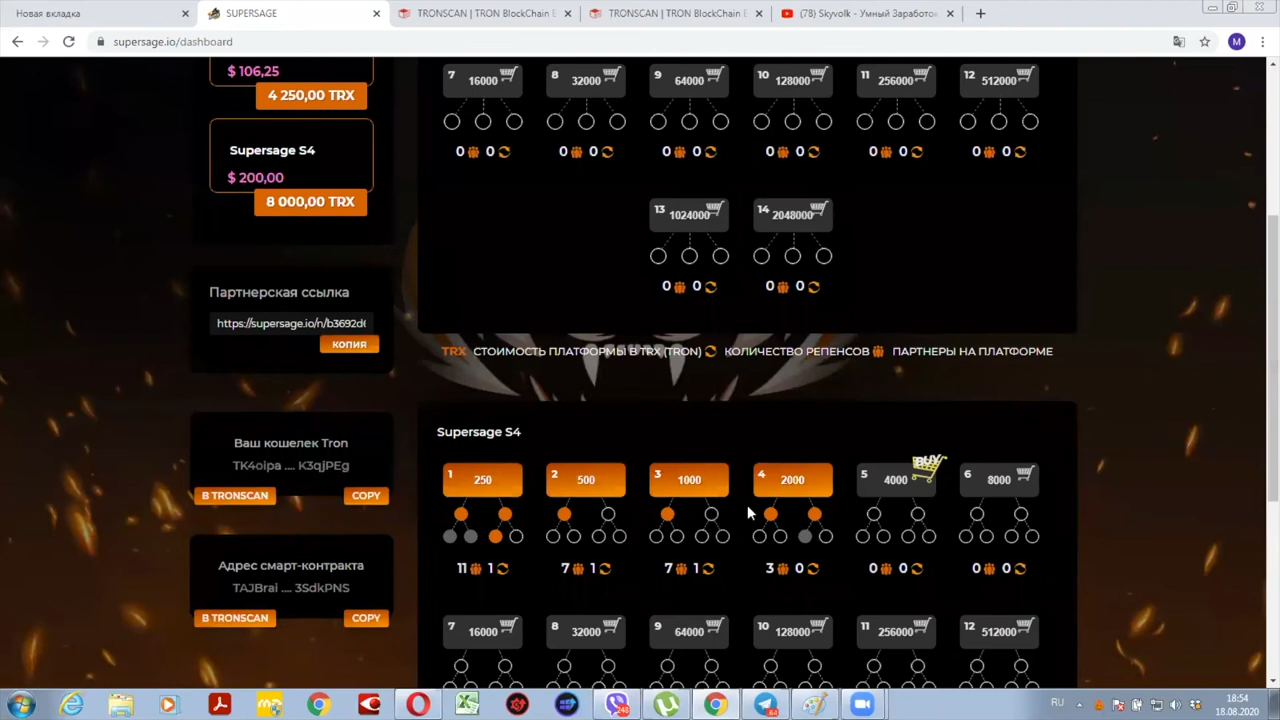 Новая вкладка
SUPERSAGE
TRONSCAN | TRON BlockChain E
TRONSCAN | TRON BlockChain E
(78) Skyvolk - Умный Заработо
supersage.io/dashboard
M
$ 106,25
4 250,00 TRX
Supersage S4
$ 200,00
8 000,00 TRX
Партнерская ссылка
https://supersage.io/n/b3692d(
КОПИЯ
Ваш кошелек Tron
TK4oipa .... K3qjPEg
В TRONSCAN
COPY
Адрес смарт-контракта
TAJBrai .... 3SdkPNS
В TRONSCAN
COPY
7 16000
8 32000
9 64000
10 128000
11 256000
12 512000
0 0
0 0
0 0
0 0
0 0
0 0
13 1024000
14 2048000
0 0
0 0
TRX СТОИМОСТЬ ПЛАТФОРМЫ В TRX (TRON) КОЛИЧЕСТВО РЕПЕНСОВ ПАРТНЕРЫ НА ПЛАТФОРМЕ
Supersage S4
1 250
2 500
3 1000
4 2000
5 4000
BUY
6 8000
11 1
7 1
7 1
3 0
0 0
0 0
7 16000
8 32000
9 64000
10 128000
11 256000
12 512000
248
64
RU
18:54
18.08.2020